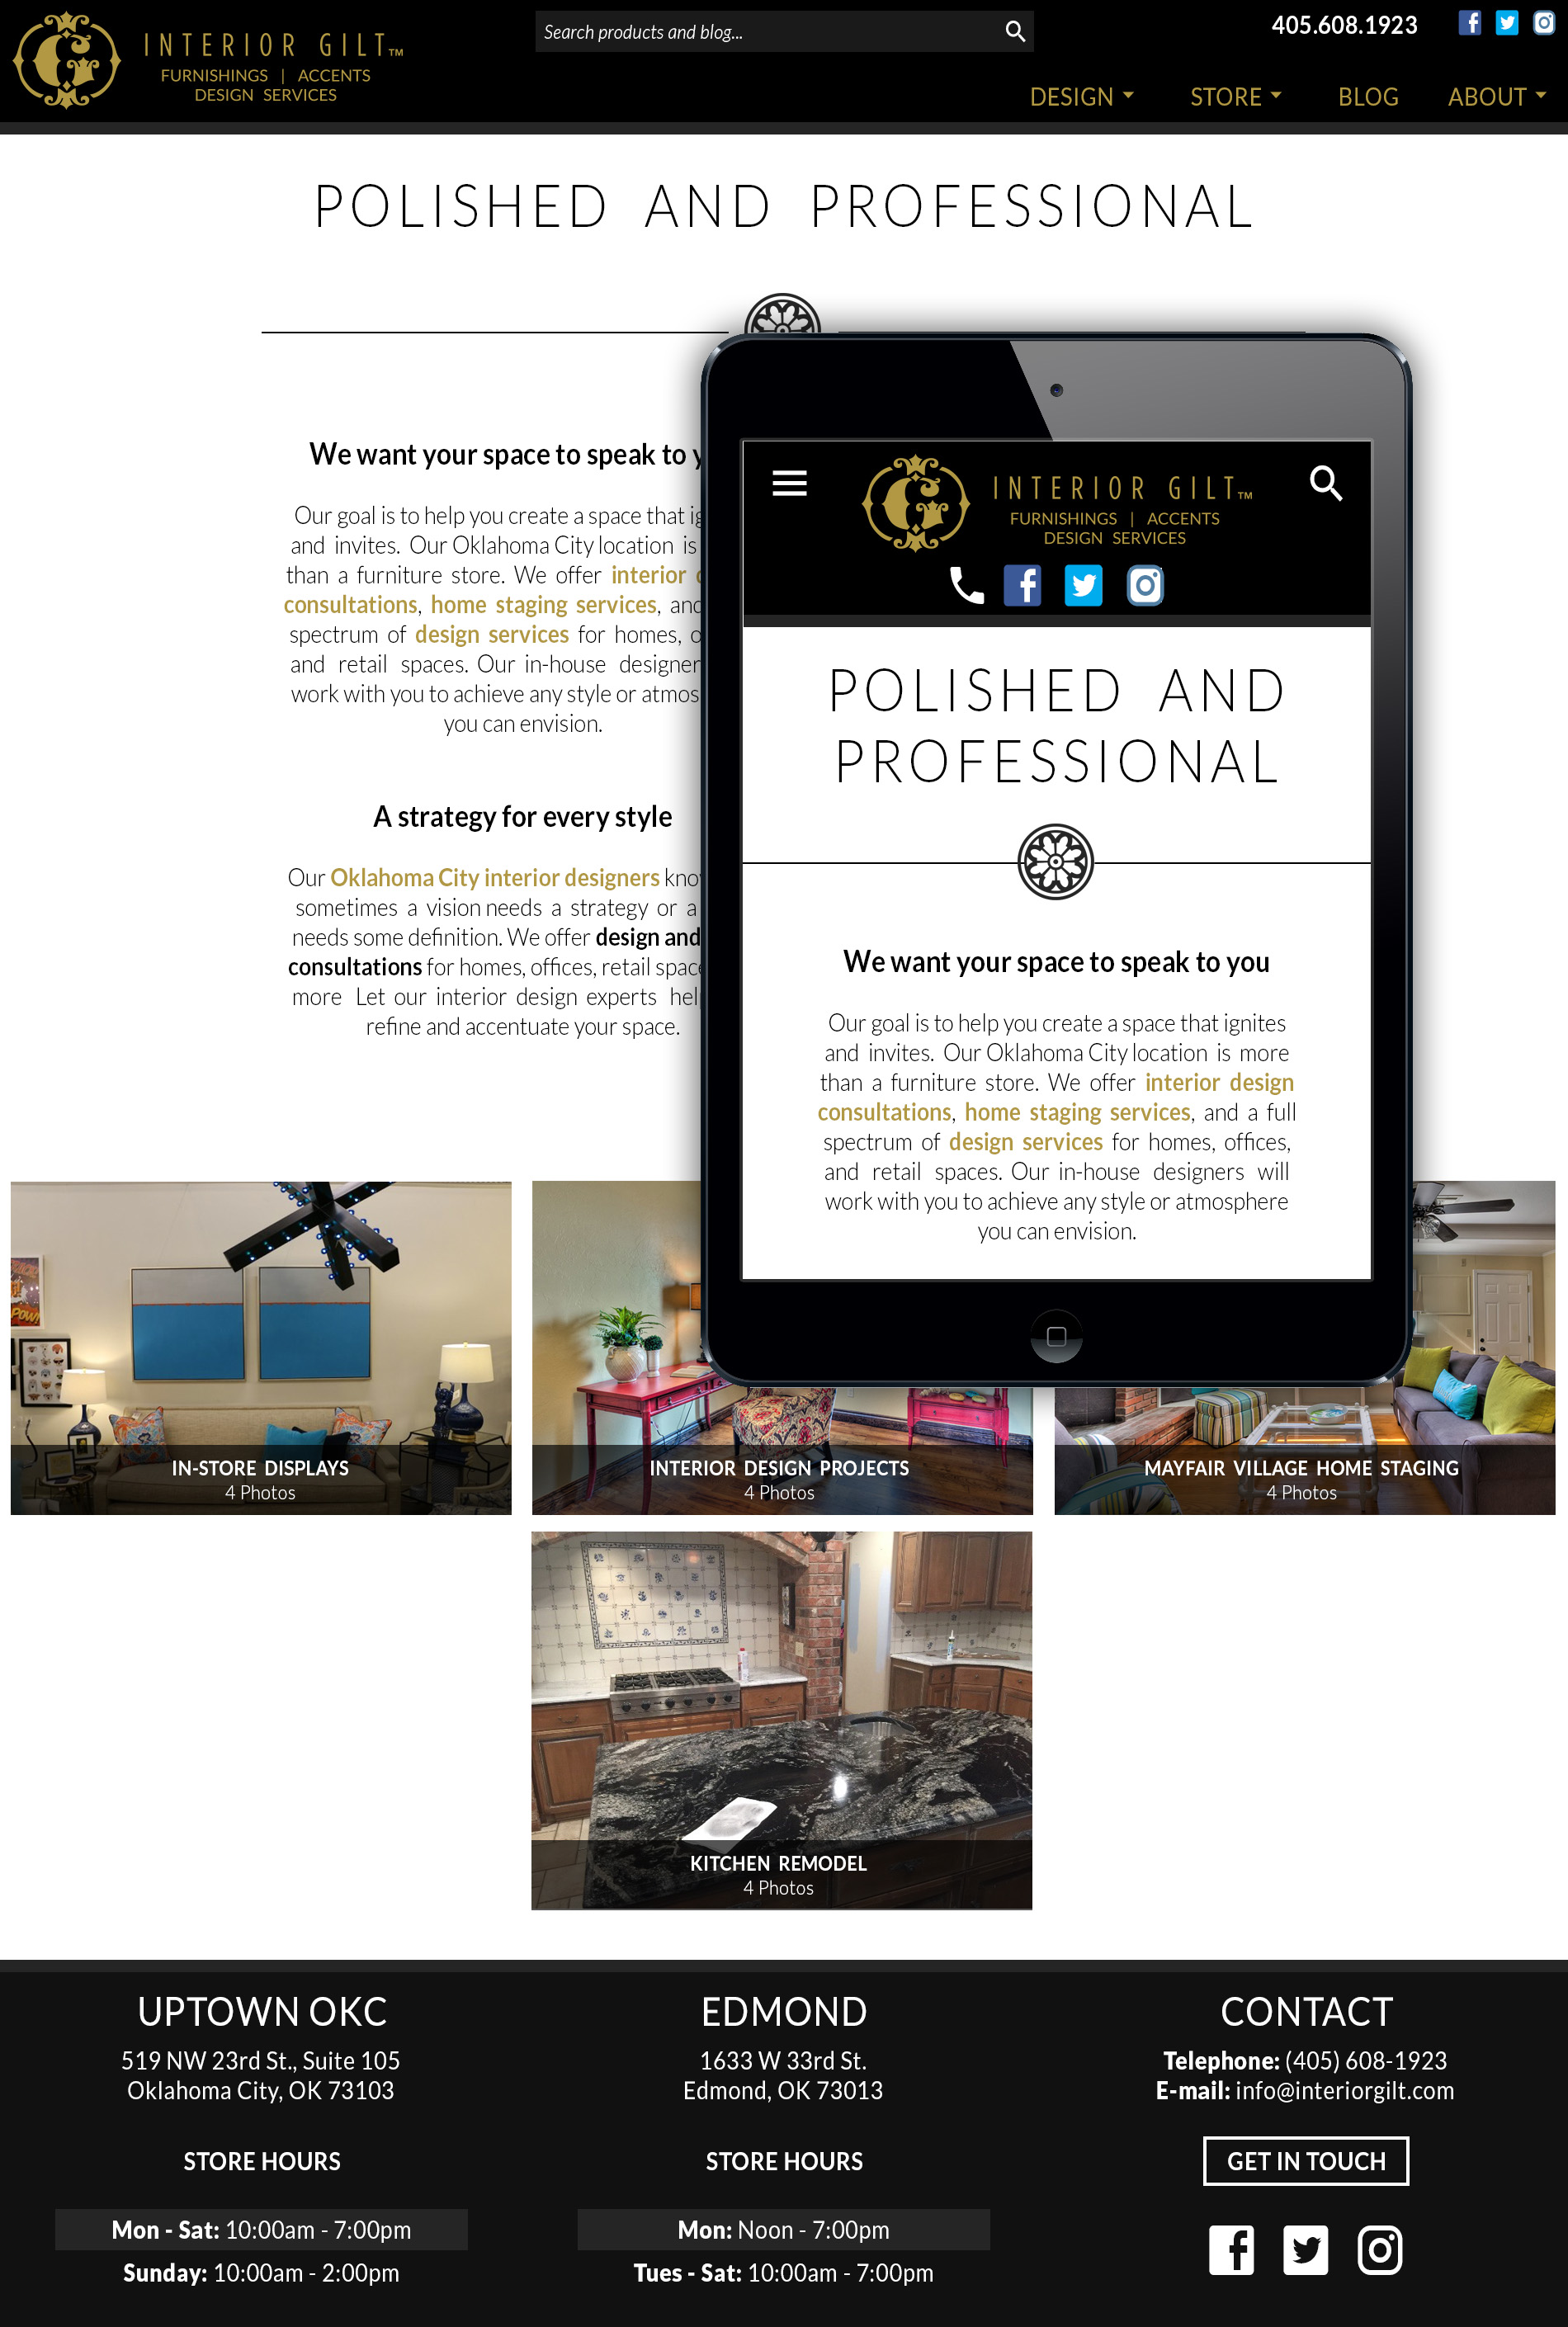 INTERIOR GILT™
FURNISHINGS | ACCENTS
DESIGN SERVICES
Search products and blog...
405.608.1923
DESIGN
STORE
BLOG
ABOUT
POLISHED AND PROFESSIONAL
We want your space to speak to
Our goal is to help you create a space that
and invites. Our Oklahoma City location is
than a furniture store. We offer interior
consultations, home staging services, and
spectrum of design services for homes,
and retail spaces. Our in-house designer
work with you to achieve any style or atmos
you can envision.
A strategy for every style
Our Oklahoma City interior designers kno
sometimes a vision needs a strategy or a
needs some definition. We offer design and
consultations for homes, offices, retail spac
more Let our interior design experts hel
refine and accentuate your space.
INTERIOR GILT™
FURNISHINGS | ACCENTS
DESIGN SERVICES
POLISHED AND
PROFESSIONAL
We want your space to speak to you
Our goal is to help you create a space that ignites
and invites. Our Oklahoma City location is more
than a furniture store. We offer interior design
consultations, home staging services, and a full
spectrum of design services for homes, offices,
and retail spaces. Our in-house designers will
work with you to achieve any style or atmosphere
you can envision.
POW!
IN-STORE DISPLAYS
4 Photos
INTERIOR DESIGN PROJECTS
4 Photos
MAYFAIR VILLAGE HOME STAGING
4 Photos
KITCHEN REMODEL
4 Photos
UPTOWN OKC
519 NW 23rd St., Suite 105
Oklahoma City, OK 73103
STORE HOURS
Mon - Sat: 10:00am - 7:00pm
Sunday: 10:00am - 2:00pm
EDMOND
1633 W 33rd St.
Edmond, OK 73013
STORE HOURS
Mon: Noon - 7:00pm
Tues - Sat: 10:00am - 7:00pm
CONTACT
Telephone: (405) 608-1923
E-mail: info@interiorgilt.com
GET IN TOUCH